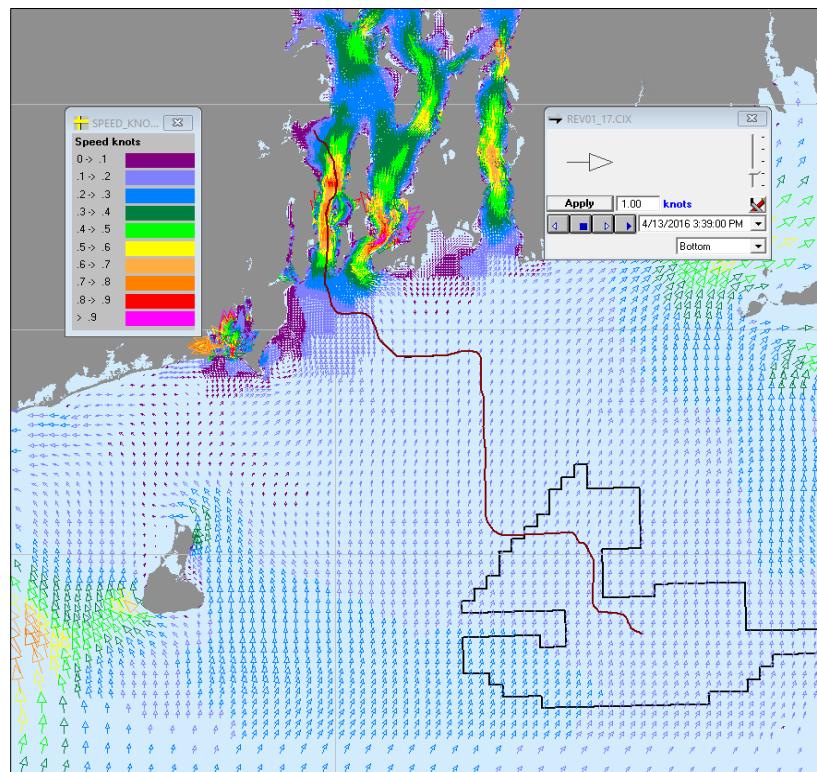 SPEED_KNO...
Speed knots
0 -> .1
.1 -> .2
.2 -> .3
.3 -> .4
.4 -> .5
.5 -> .6
.6 -> .7
.7 -> .8
.8 -> .9
> .9
REV01_17.CIX
Apply 1.00 knots
4/13/2016 3:39:00 PM
Bottom